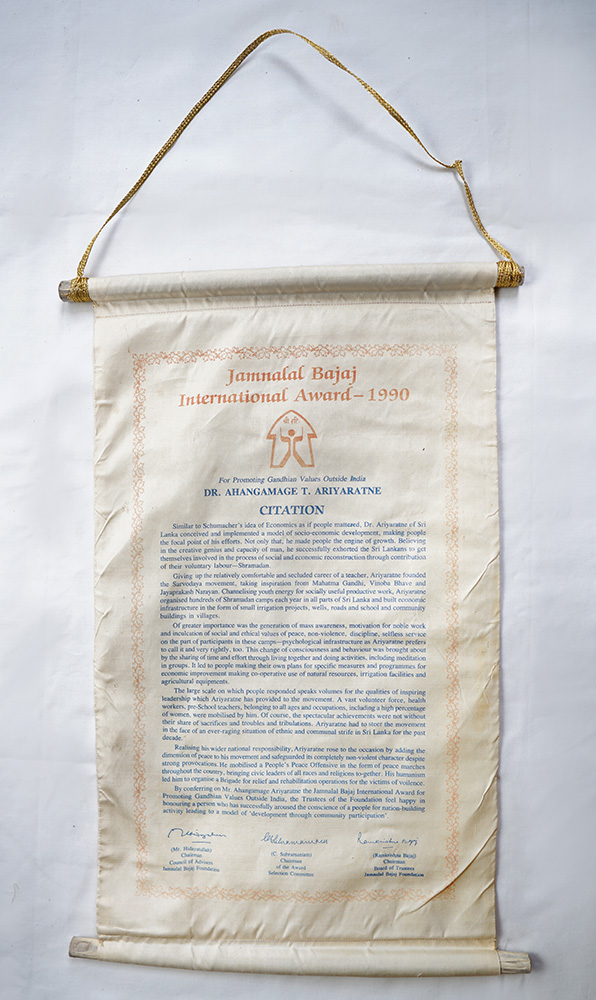 Jamnalal Bajaj
International Award – 1990
For Promoting Gandhian Values Outside India
DR. AHANGAMAGE T. ARIYARATNE
CITATION
Similar to Schumacher's idea of Economics as if people mattered, Dr. Ariyaratne of Sri
Lanka conceived and implemented a model of socio-economic development, making people
the focal point of his efforts. Not only that, he made people the engine of growth. Believing
in the creative genius and capacity of man, he successfully exhorted the Sri Lankans to get
themselves involved in the process of social and economic reconstruction through contribution
of their voluntary labour—Shramadan.
Giving up the relatively comfortable and secluded career of a teacher, Ariyaratne founded
the Sarvodaya movement, taking inspiration from Mahatma Gandhi, Vinoba Bhave and
Jayaprakash Narayan. Channelising youth energy for socially useful productive work, Ariyaratne
organised hundreds of Shramadan camps each year in all parts of Sri Lanka and built economic
infrastructure in the form of small irrigation projects, wells, roads and school and community
buildings in villages.
Of greater importance was the generation of mass awareness, motivation for noble work
and inculcation of social and ethical values of peace, non-violence, discipline, selfless service
on the part of participants in these camps—psychological infrastructure as Ariyaratne prefers
to call it and very rightly, too. This change of consciousness and behaviour was brought about
by the sharing of time and effort through living together and doing activities, including meditation
in groups. It led to people making their own plans for specific measures and programmes for
economic improvement making co-operative use of natural resources, irrigation facilities and
agricultural equipments.
The large scale on which people responded speaks volumes for the qualities of inspiring
leadership which Ariyaratne has provided to the movement. A vast volunteer force, health
workers, pre-School teachers, belonging to all ages and occupations, including a high percentage
of women, were mobilised by him. Of course, the spectacular achievements were not without
their share of sacrifices and troubles and tribulations. Ariyaratne had to steer the movement
in the face of an ever-raging situation of ethnic and communal strife in Sri Lanka for the past
decade.
Realising his wider national responsibility, Ariyaratne rose to the occasion by adding the
dimension of peace to his movement and safeguarded its completely non-violent character despite
strong provocations. He mobilised a People's Peace Offensive in the form of peace marches
throughout the country, bringing civic leaders of all races and religions to-gether. His humanism
led him to organise a Brigade for relief and rehabilitation operations for the victims of voilence.
By conferring on Mr. Ahangamage Ariyaratne the Jamnalal Bajaj International Award for
Promoting Gandhian Values Outside India, the Trustees of the Foundation feel happy in
honouring a person who has successfully aroused the conscience of a people for nation-building
activity leading to a model of 'development through community participation'.
(Mr. Hidayatullah)
Chairman
Council of Advisors
Jamnalal Bajaj Foundation
(C. Subramaniam)
Chairman
of the Award
Selection Committee
(Ramkrishna Bajaj)
Chairman
Board of Trustees
Jamnalal Bajaj Foundation